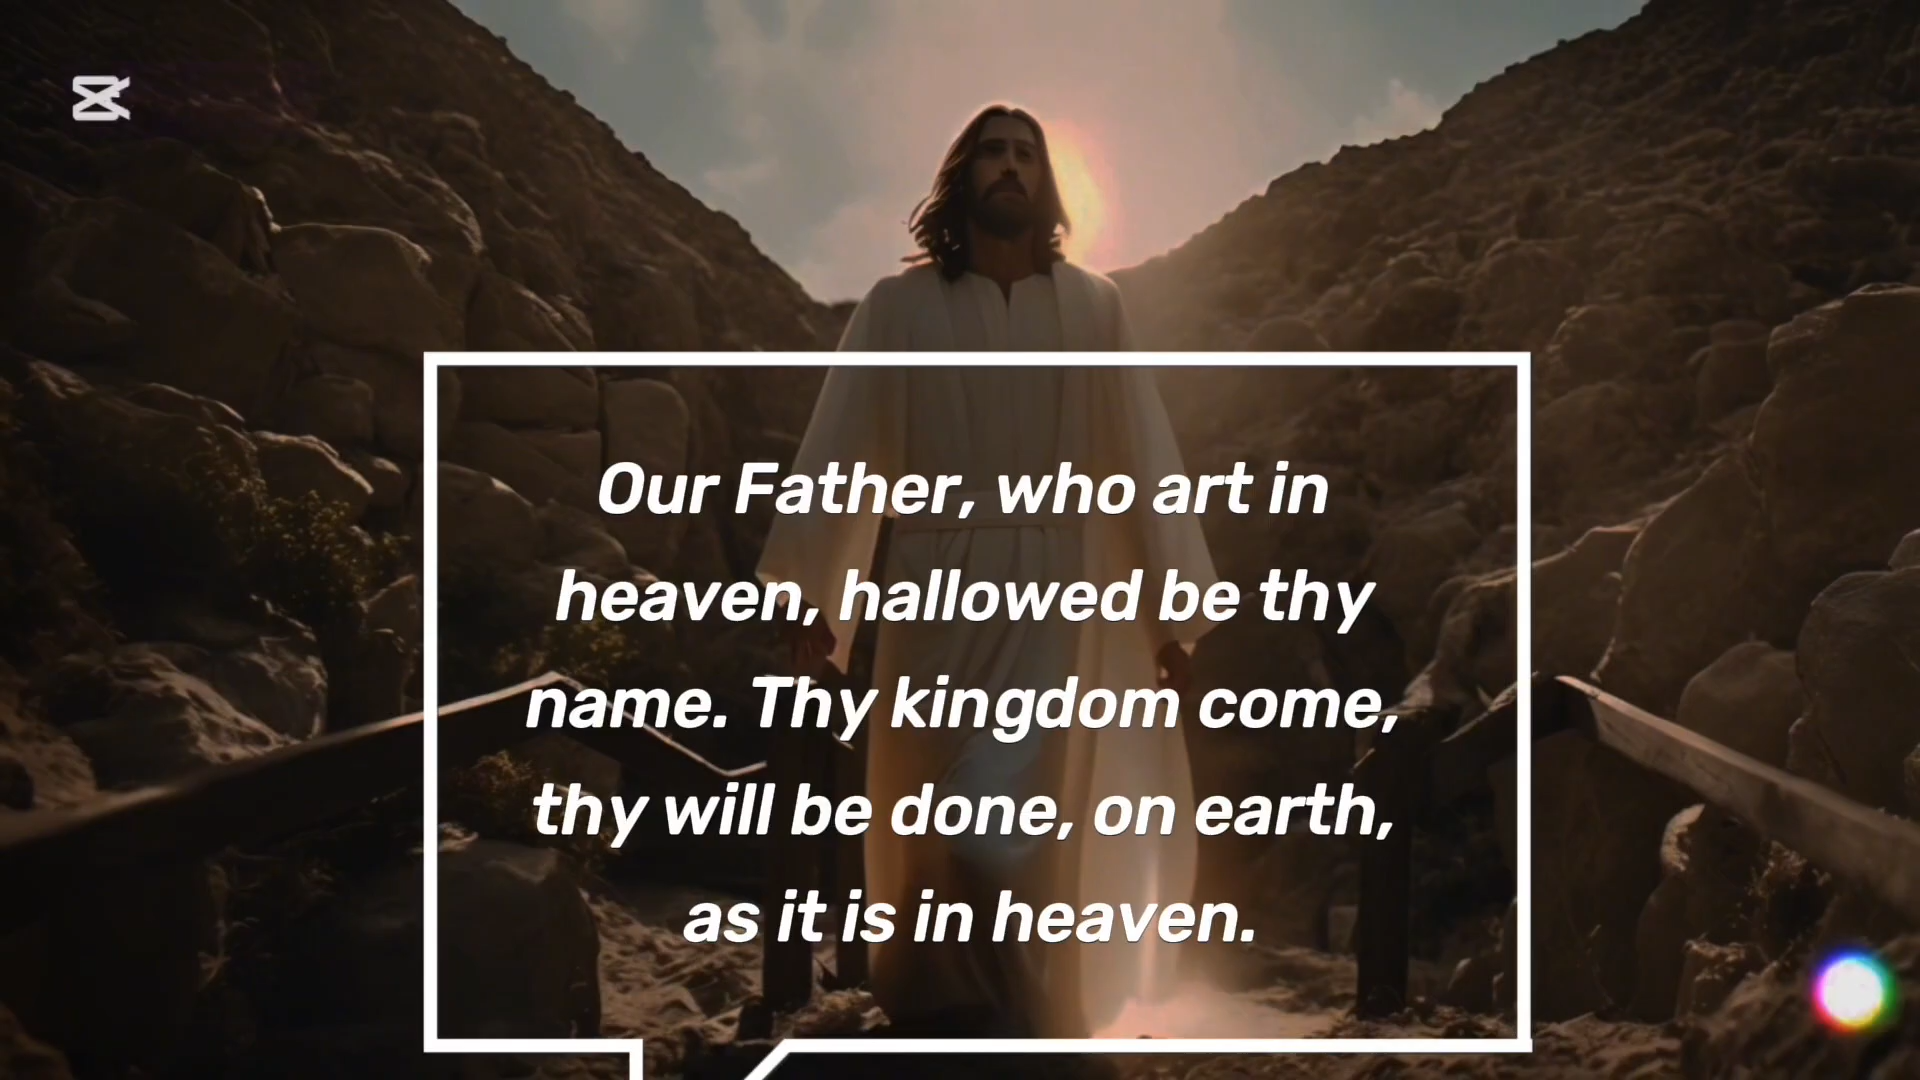 Our Father, who art in
heaven, hallowed be thy
name. Thy kingdom come,
thy will be done, on earth,
as it is in heaven.